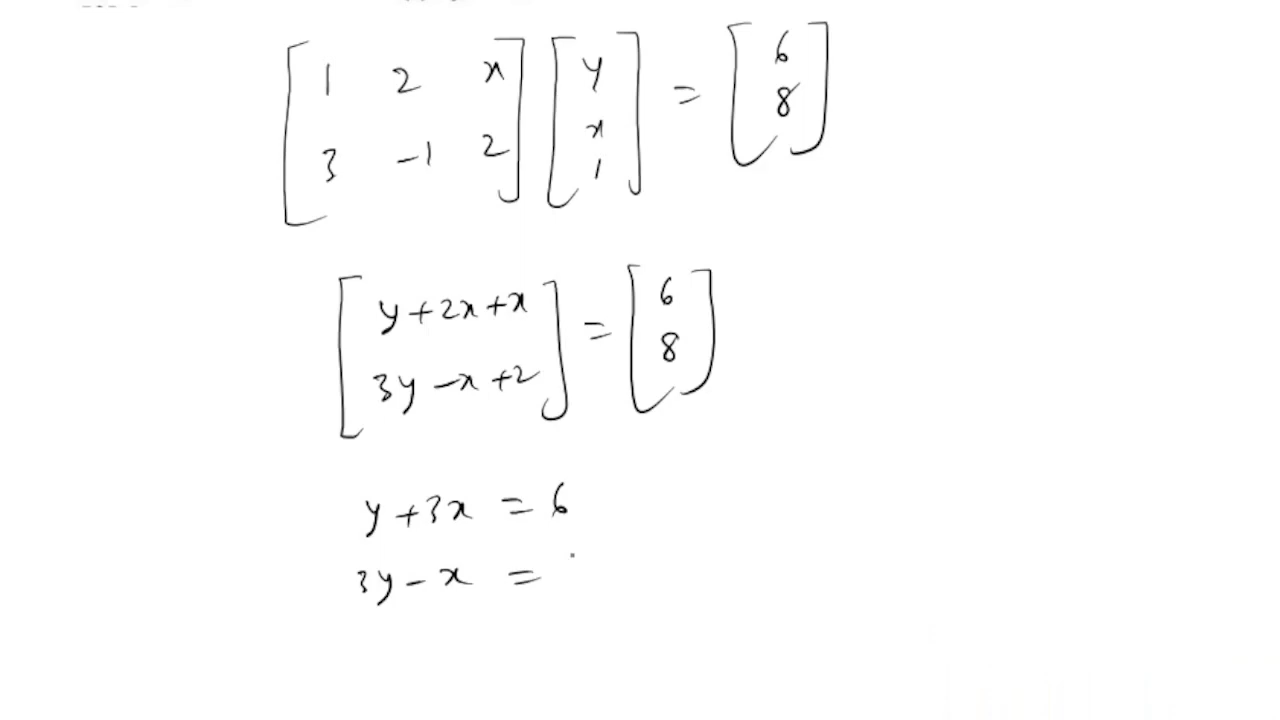 [1 2 x] [y] = [6]
[3 -1 2] [x] [8]
[1]
[y+2x+x] = [6]
[3y-x+2] [8]
y+3x = 6
3y-x =